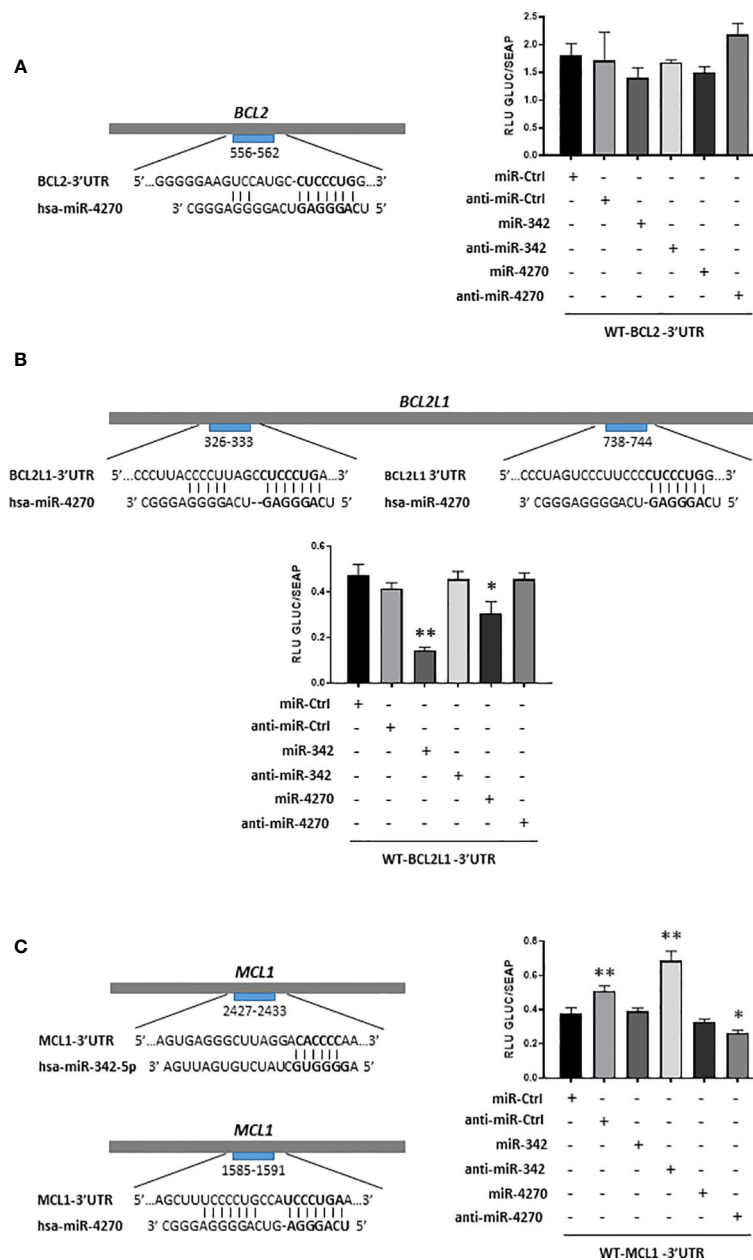 A
BCL2
556-562
BCL2-3'UTR 5'...GGGGGAAGUCCAUGC-CUCCCUGG...3'
hsa-miR-4270 3' CGGGAGGGGACUGAGGGACU 5'
RLU GLUC/SEAP
2.5
2.0
1.5
1.0
0.5
0.0
miR-Ctrl + - - - - -
anti-miR-Ctrl - + - - - -
miR-342 - - + - - -
anti-miR-342 - - - + - -
miR-4270 - - - - + -
anti-miR-4270 - - - - - +
WT-BCL2-3'UTR
B
BCL2L1
326-333
738-744
BCL2L1-3'UTR 5'...CCCUUACCCCUUAGCCUCCCUGA...3'
hsa-miR-4270 3' CGGGAGGGGACU--GAGGGACU 5'
BCL2L1 3'UTR 5'...CCCUAGUCCCUUCCCCUCCCUGG...3'
hsa-miR-4270 3' CGGGAGGGGACU-GAGGGACU 5'
RLU GLUC/SEAP
0.6
0.4
0.2
0.0
** *
miR-Ctrl + - - - - -
anti-miR-Ctrl - + - - - -
miR-342 - - + - - -
anti-miR-342 - - - + - -
miR-4270 - - - - + -
anti-miR-4270 - - - - - +
WT-BCL2L1-3'UTR
C
MCL1
2427-2433
MCL1-3'UTR 5'...AGUGAGGGCUUAGGACACCCCAA...3'
hsa-miR-342-5p 3' AGUUAGUGUCUAUCGUGGGGA 5'
MCL1
1585-1591
MCL1-3'UTR 5'...AGCUUUCCCCUGCCAUCCCUGAA...3'
hsa-miR-4270 3' CGGGAGGGGACUG-AGGGACU 5'
RLU GLUC/SEAP
0.8
0.6
0.4
0.2
0.0
** ** *
miR-Ctrl + - - - - -
anti-miR-Ctrl - + - - - -
miR-342 - - + - - -
anti-miR-342 - - - + - -
miR-4270 - - - - + -
anti-miR-4270 - - - - - +
WT-MCL1-3'UTR